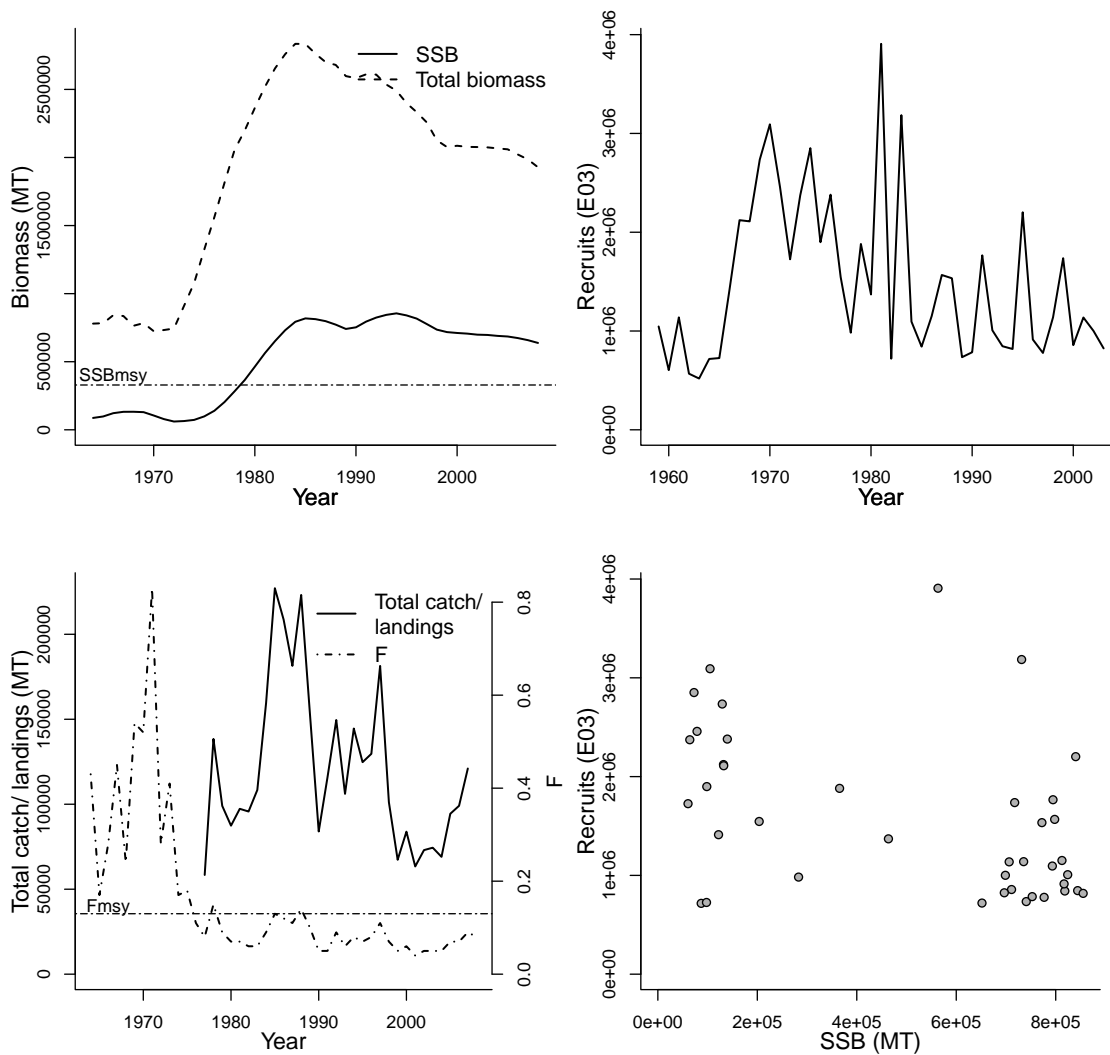 SSB
Total biomass
Biomass (MT)
0
500000
1500000
2500000
SSBmsy
1970
1980
1990
2000
Year
Recruits (E03)
0e+00
1e+06
2e+06
3e+06
4e+06
1960
1970
1980
1990
2000
Year
Total catch/
landings
F
Total catch/ landings (MT)
0
50000
100000
150000
200000
Fmsy
0.0
0.2
0.4
0.6
0.8
F
1970
1980
1990
2000
Year
Recruits (E03)
0e+00
1e+06
2e+06
3e+06
4e+06
0e+00
2e+05
4e+05
6e+05
8e+05
SSB (MT)